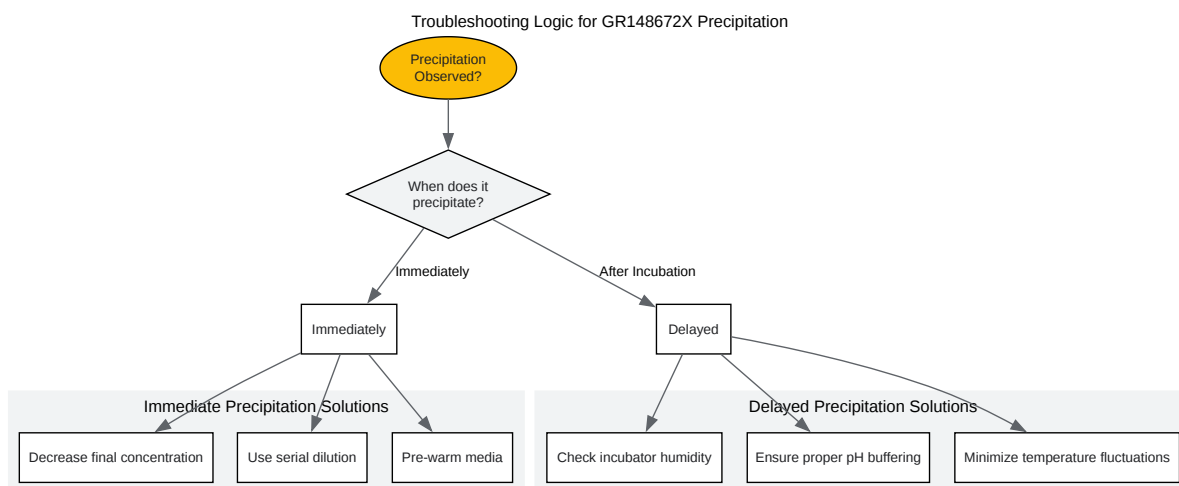 Troubleshooting Logic for GR148672X Precipitation
Precipitation
Observed?
When does it
precipitate?
Immediately
After Incubation
Immediately
Delayed
Immediate Precipitation Solutions
Delayed Precipitation Solutions
Decrease final concentration
Use serial dilution
Pre-warm media
Check incubator humidity
Ensure proper pH buffering
Minimize temperature fluctuations